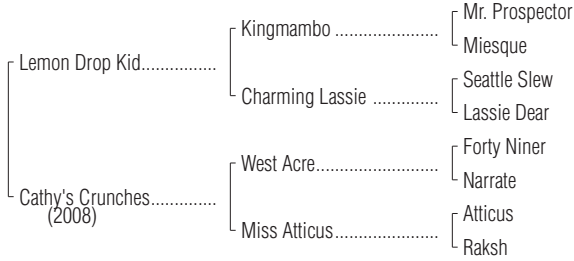 Mr. Prospector
Kingmambo ........................
Miesque
Lemon Drop Kid...............
Seattle Slew
Charming Lassie ...............
Lassie Dear
Forty Niner
West Acre............................
Narrate
Cathy's Crunches.............
(2008)
Atticus
Miss Atticus........................
Raksh